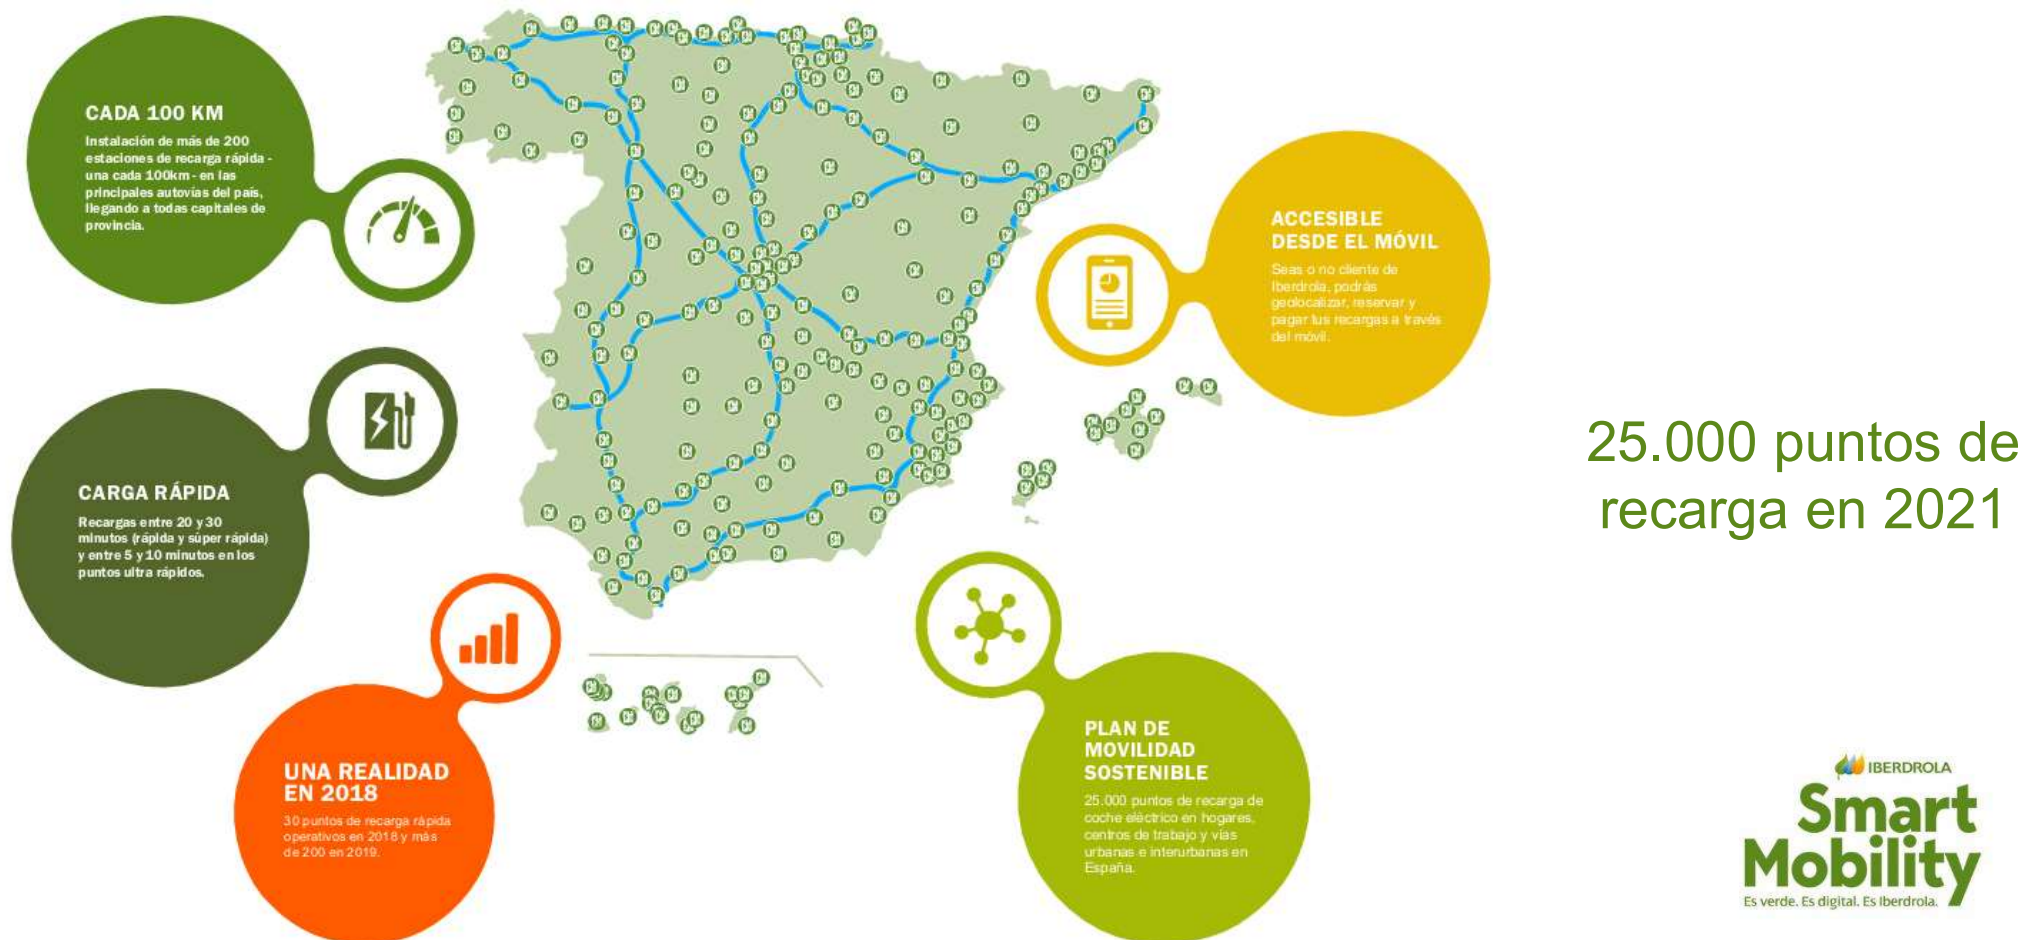 CADA 100 KM
Instalación de más de 200
estaciones de recarga rápida -
una cada 100km - en las
principales autovías del país,
llegando a todas capitales de
provincia.
CARGA RÁPIDA
Recargas entre 20 y 30
minutos (rápida y súper rápida)
y entre 5 y 10 minutos en los
puntos ultra rápidos.
UNA REALIDAD
EN 2018
30 puntos de recarga rápida
operativos en 2018 y más
de 200 en 2019.
ACCESIBLE
DESDE EL MÓVIL
Seas o no cliente de
Iberdrola, podrás
geolocalizar, reservar y
pagar tus recargas a través
del móvil.
PLAN DE
MOVILIDAD
SOSTENIBLE
25.000 puntos de recarga de
coche eléctrico en hogares,
centros de trabajo y vías
urbanas e interurbanas en
España.
25.000 puntos de
recarga en 2021
IBERDROLA
Smart
Mobility
Es verde. Es digital. Es Iberdrola.